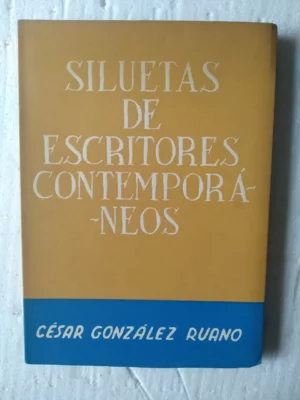 SILUETAS
DE
ESCRITORES
CONTEMPORÁ-
-NEOS
CÉSAR GONZÁLEZ RUANO